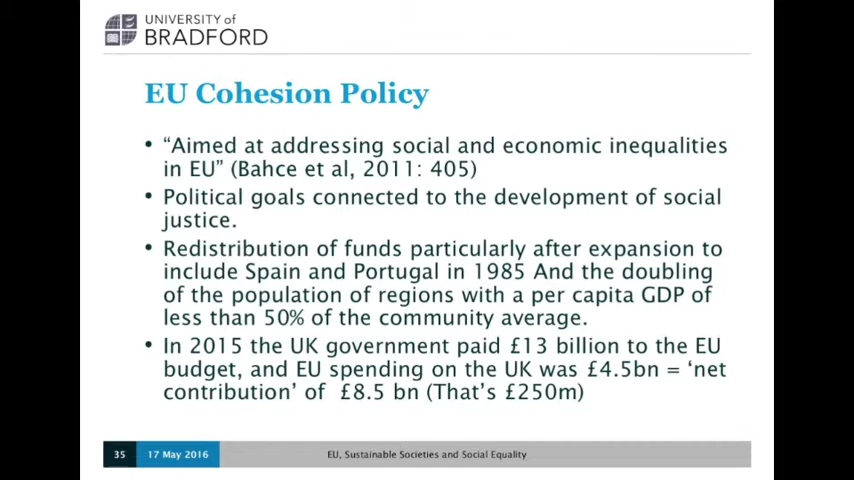 UNIVERSITY of
BRADFORD
EU Cohesion Policy
• “Aimed at addressing social and economic inequalities
in EU” (Bahce et al, 2011: 405)
• Political goals connected to the development of social
justice.
• Redistribution of funds particularly after expansion to
include Spain and Portugal in 1985 And the doubling
of the population of regions with a per capita GDP of
less than 50% of the community average.
• In 2015 the UK government paid £13 billion to the EU
budget, and EU spending on the UK was £4.5bn = ‘net
contribution’ of £8.5 bn (That’s £250m)
35 17 May 2016 EU, Sustainable Societies and Social Equality